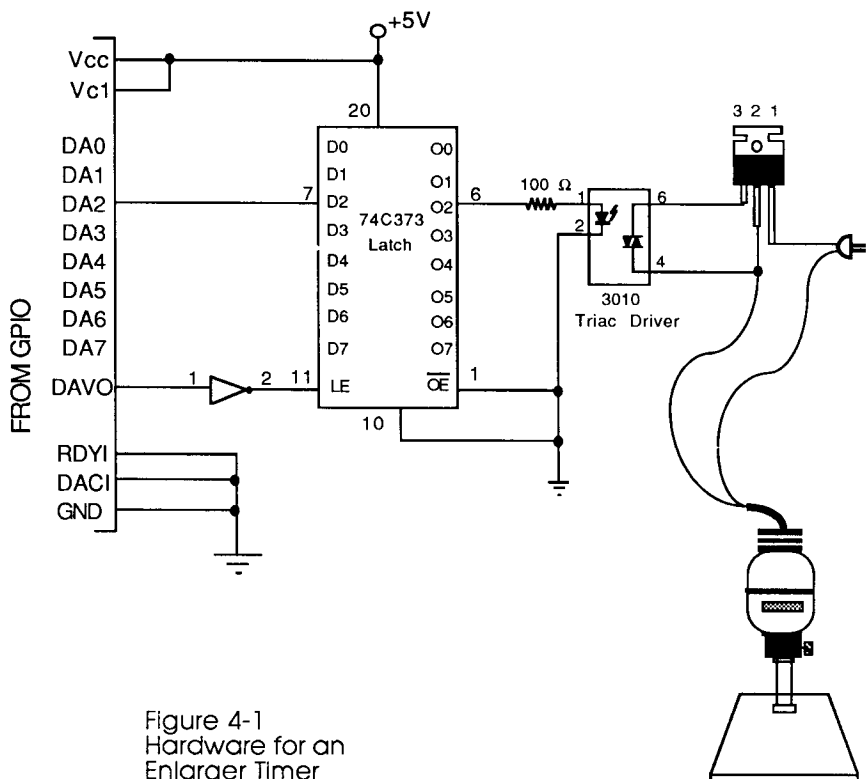 +5V
Vcc
Vc1
20
3 2 1
DA0
DA1
DA2
DA3
DA4
DA5
DA6
DA7
DAVO
RDYI
DACI
GND
FROM GPIO
7
D0
D1
D2
D3
D4
D5
D6
D7
LE
74C373
Latch
O0
O1
O2
O3
O4
O5
O6
O7
OE
6
100 Ω
1
2
6
4
3010
Triac Driver
1
2
11
1
10
Figure 4-1
Hardware for an
Enlarger Timer